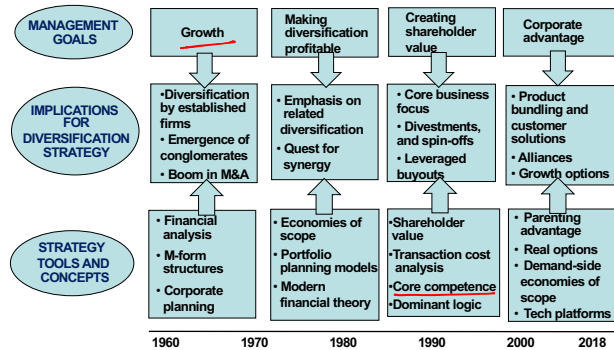 MANAGEMENT
GOALS
Growth
Making
diversification
profitable
Creating
shareholder
value
Corporate
advantage
IMPLICATIONS
FOR
DIVERSIFICATION
STRATEGY
•Diversification
by established
firms
• Emergence of
conglomerates
• Boom in M&A
• Emphasis on
related diversification
• Quest for
synergy
• Core business
focus
• Divestments,
and spin-offs
• Leveraged
buyouts
• Product
bundling and
customer
solutions
• Alliances
• Growth options
STRATEGY
TOOLS AND
CONCEPTS
• Financial
analysis
• M-form
structures
• Corporate
planning
•Economies of
scope
• Portfolio
planning models
• Modern
financial theory
•Shareholder
value
•Transaction cost
analysis
•Core competence
•Dominant logic
• Parenting
advantage
• Real options
• Demand-side
economies of
scope
• Tech platforms
1960 1970 1980 1990 2000 2018